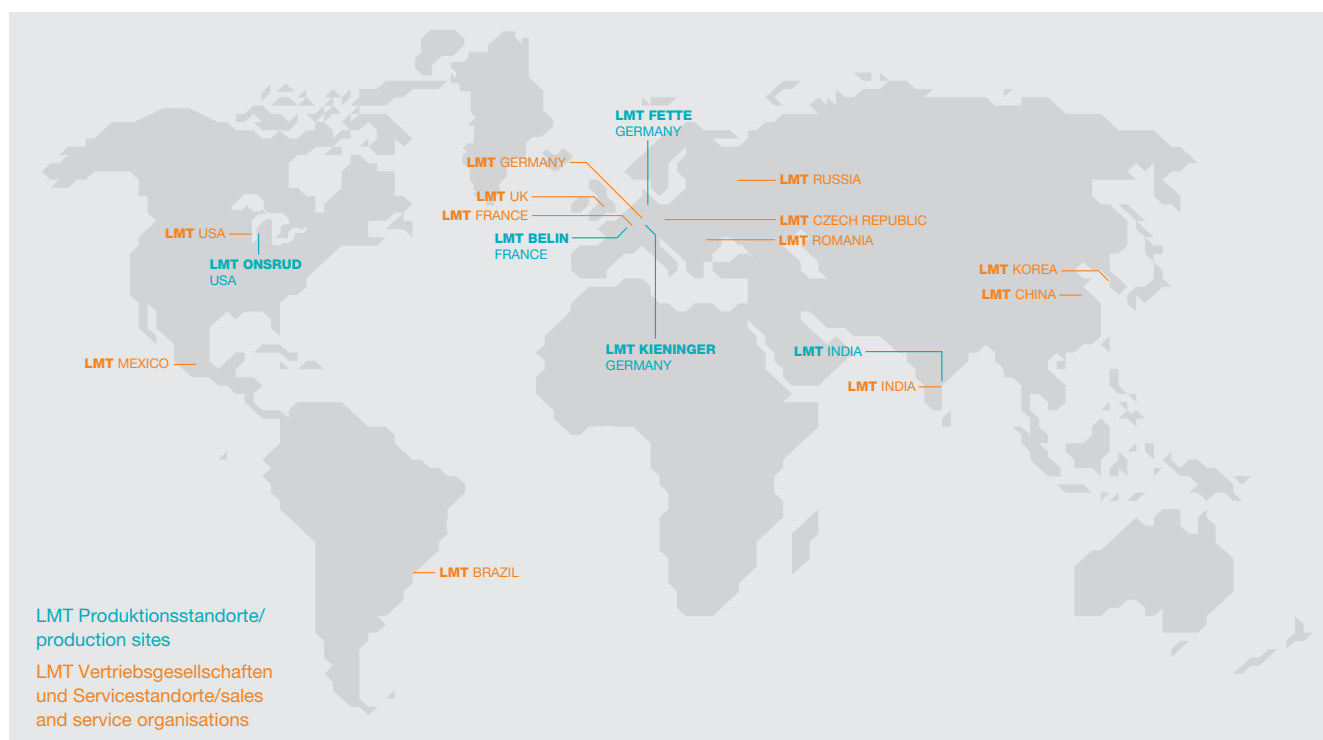 LMT FETTE
GERMANY
LMT GERMANY
LMT RUSSIA
LMT UK
LMT FRANCE
LMT CZECH REPUBLIC
LMT USA
LMT BELIN
FRANCE
LMT ROMANIA
LMT ONSRUD
USA
LMT KOREA
LMT CHINA
LMT KIENINGER
GERMANY
LMT INDIA
LMT MEXICO
LMT INDIA
LMT BRAZIL
LMT Produktionsstandorte/
production sites
LMT Vertriebsgesellschaften
und Servicestandorte/sales
and service organisations